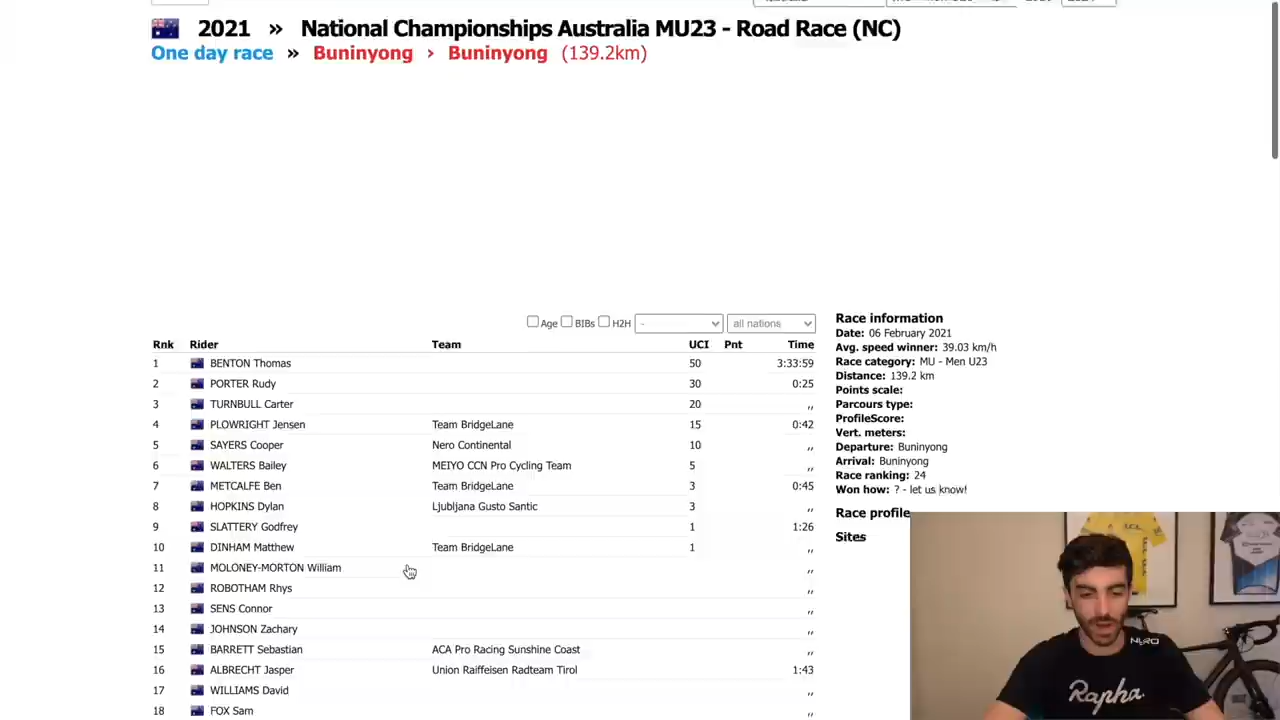 2021 » National Championships Australia MU23 - Road Race (NC)
One day race » Buninyong › Buninyong (139.2km)
Age BIBs H2H - all nations
Rnk Rider Team UCI Pnt Time
1 BENTON Thomas 50 3:33:59
2 PORTER Rudy 30 0:25
3 TURNBULL Carter 20 ,,
4 PLOWRIGHT Jensen Team BridgeLane 15 0:42
5 SAYERS Cooper Nero Continental 10 ,,
6 WALTERS Bailey MEIYO CCN Pro Cycling Team 5 ,,
7 METCALFE Ben Team BridgeLane 3 0:45
8 HOPKINS Dylan Ljubljana Gusto Santic 3 ,,
9 SLATTERY Godfrey 1 1:26
10 DINHAM Matthew Team BridgeLane 1 ,,
11 MOLONEY-MORTON William ,,
12 ROBOTHAM Rhys ,,
13 SENS Connor ,,
14 JOHNSON Zachary ,,
15 BARRETT Sebastian ACA Pro Racing Sunshine Coast ,,
16 ALBRECHT Jasper Union Raiffeisen Radteam Tirol 1:43
17 WILLIAMS David ,,
18 FOX Sam ,,
Race information
Date: 06 February 2021
Avg. speed winner: 39.03 km/h
Race category: MU - Men U23
Distance: 139.2 km
Points scale:
Parcours type:
ProfileScore:
Vert. meters:
Departure: Buninyong
Arrival: Buninyong
Race ranking: 24
Won how: ? - let us know!
Race profile
Sites
Rapha